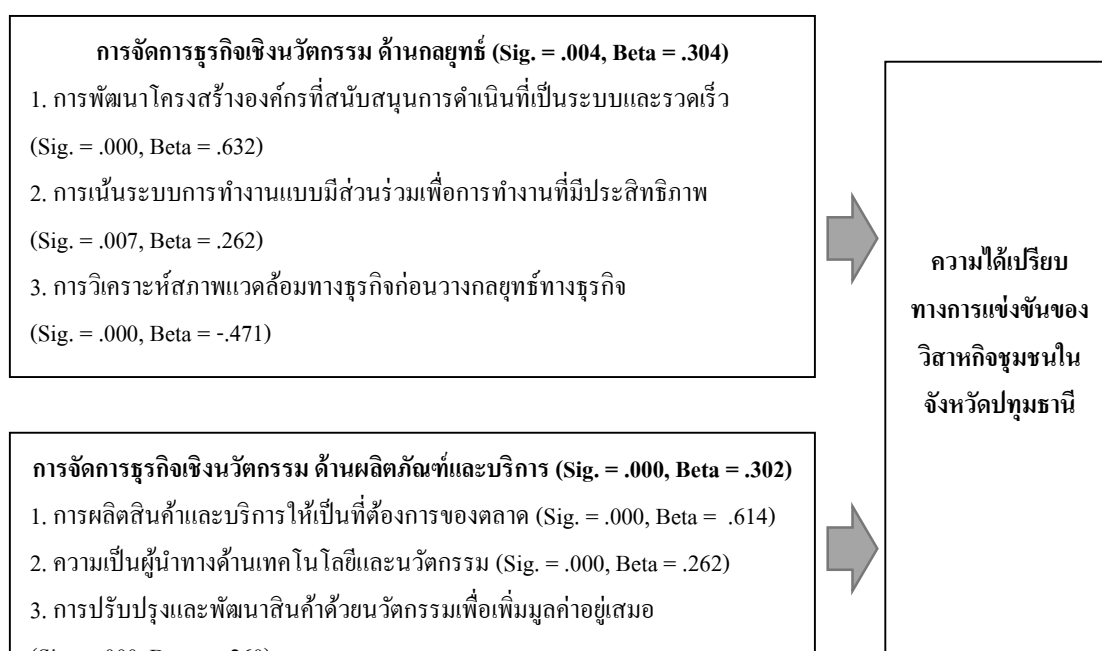 การจัดการธุรกิจเชิงนวัตกรรม ด้านกลยุทธ์ (Sig. = .004, Beta = .304)
1. การพัฒนาโครงสร้างองค์กรที่สนับสนุนการดำเนินที่เป็นระบบและรวดเร็ว
(Sig. = .000, Beta = .632)
2. การเน้นระบบการทำงานแบบมีส่วนร่วมเพื่อการทำงานที่มีประสิทธิภาพ
(Sig. = .007, Beta = .262)
3. การวิเคราะห์สภาพแวดล้อมทางธุรกิจก่อนวางกลยุทธ์ทางธุรกิจ
(Sig. = .000, Beta = -.471)
การจัดการธุรกิจเชิงนวัตกรรม ด้านผลิตภัณฑ์และบริการ (Sig. = .000, Beta = .302)
1. การผลิตสินค้าและบริการให้เป็นที่ต้องการของตลาด (Sig. = .000, Beta = .614)
2. ความเป็นผู้นำทางด้านเทคโนโลยีและนวัตกรรม (Sig. = .000, Beta = .262)
3. การปรับปรุงและพัฒนาสินค้าด้วยนวัตกรรมเพื่อเพิ่มมูลค่าอยู่เสมอ
ความได้เปรียบ
ทางการแข่งขันของ
วิสาหกิจชุมชนใน
จังหวัดปทุมธานี